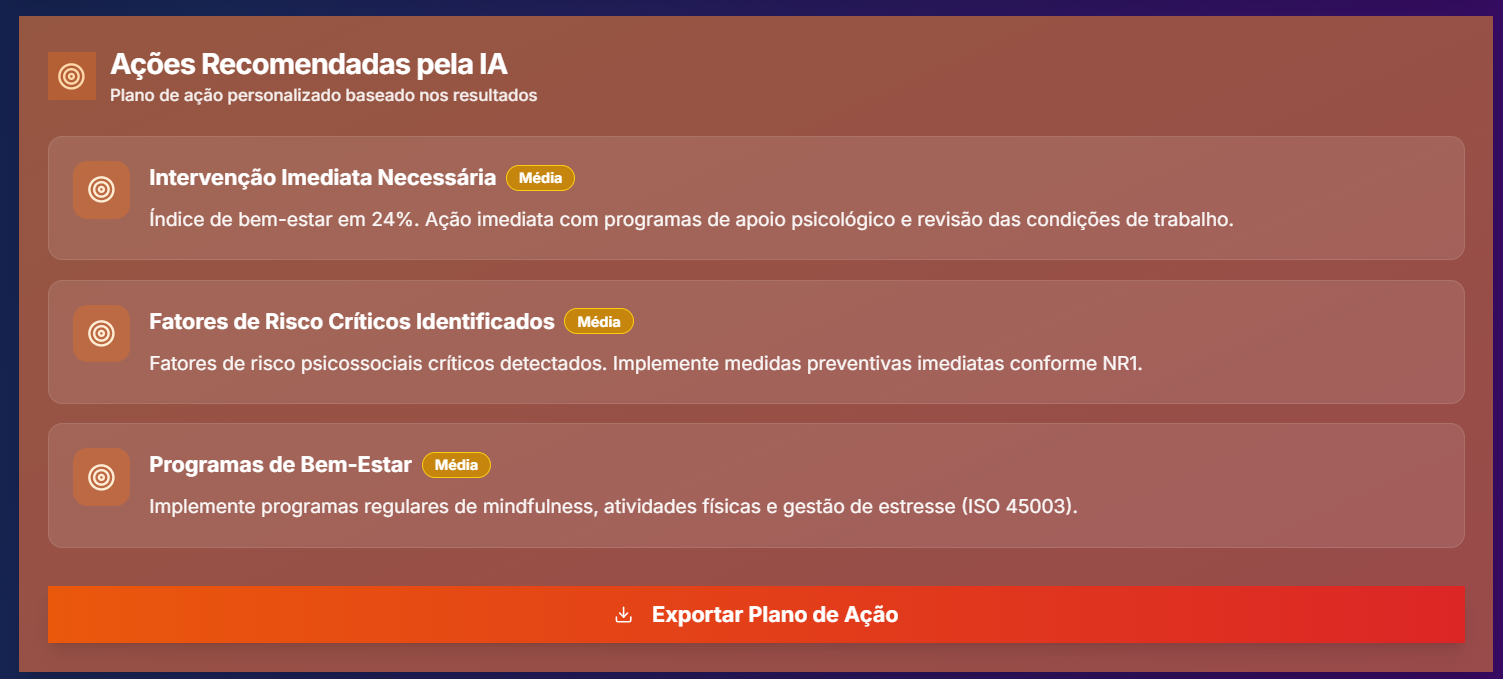 Ações Recomendadas pela IA
Plano de ação personalizado baseado nos resultados
Intervenção Imediata Necessária Média
Índice de bem-estar em 24%. Ação imediata com programas de apoio psicológico e revisão das condições de trabalho.
Fatores de Risco Críticos Identificados Média
Fatores de risco psicossociais críticos detectados. Implemente medidas preventivas imediatas conforme NR1.
Programas de Bem-Estar Média
Implemente programas regulares de mindfulness, atividades físicas e gestão de estresse (ISO 45003).
Exportar Plano de Ação